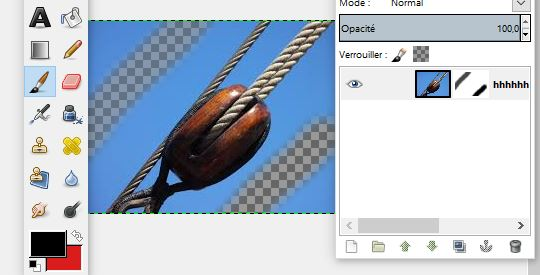 Mode : Normal
Opacité 100,0
Verrouiller :
hhhhhh